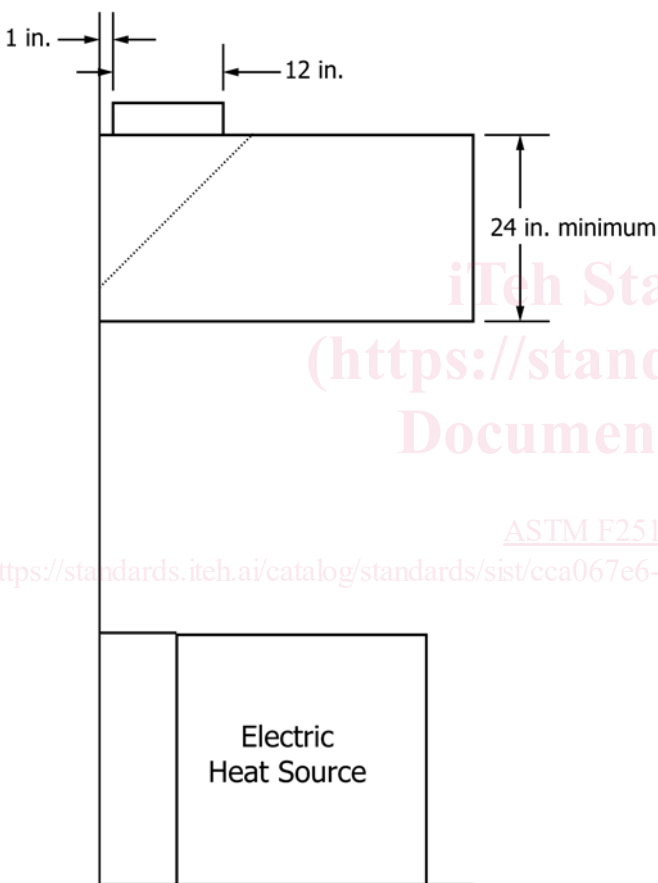 1 in.
12 in.
24 in. minimum
iTeh Sta
(https://stand
Documen
ASTM F251
ttps://standards.iteh.ai/catalog/standards/sist/cca067e6-
Electric
Heat Source